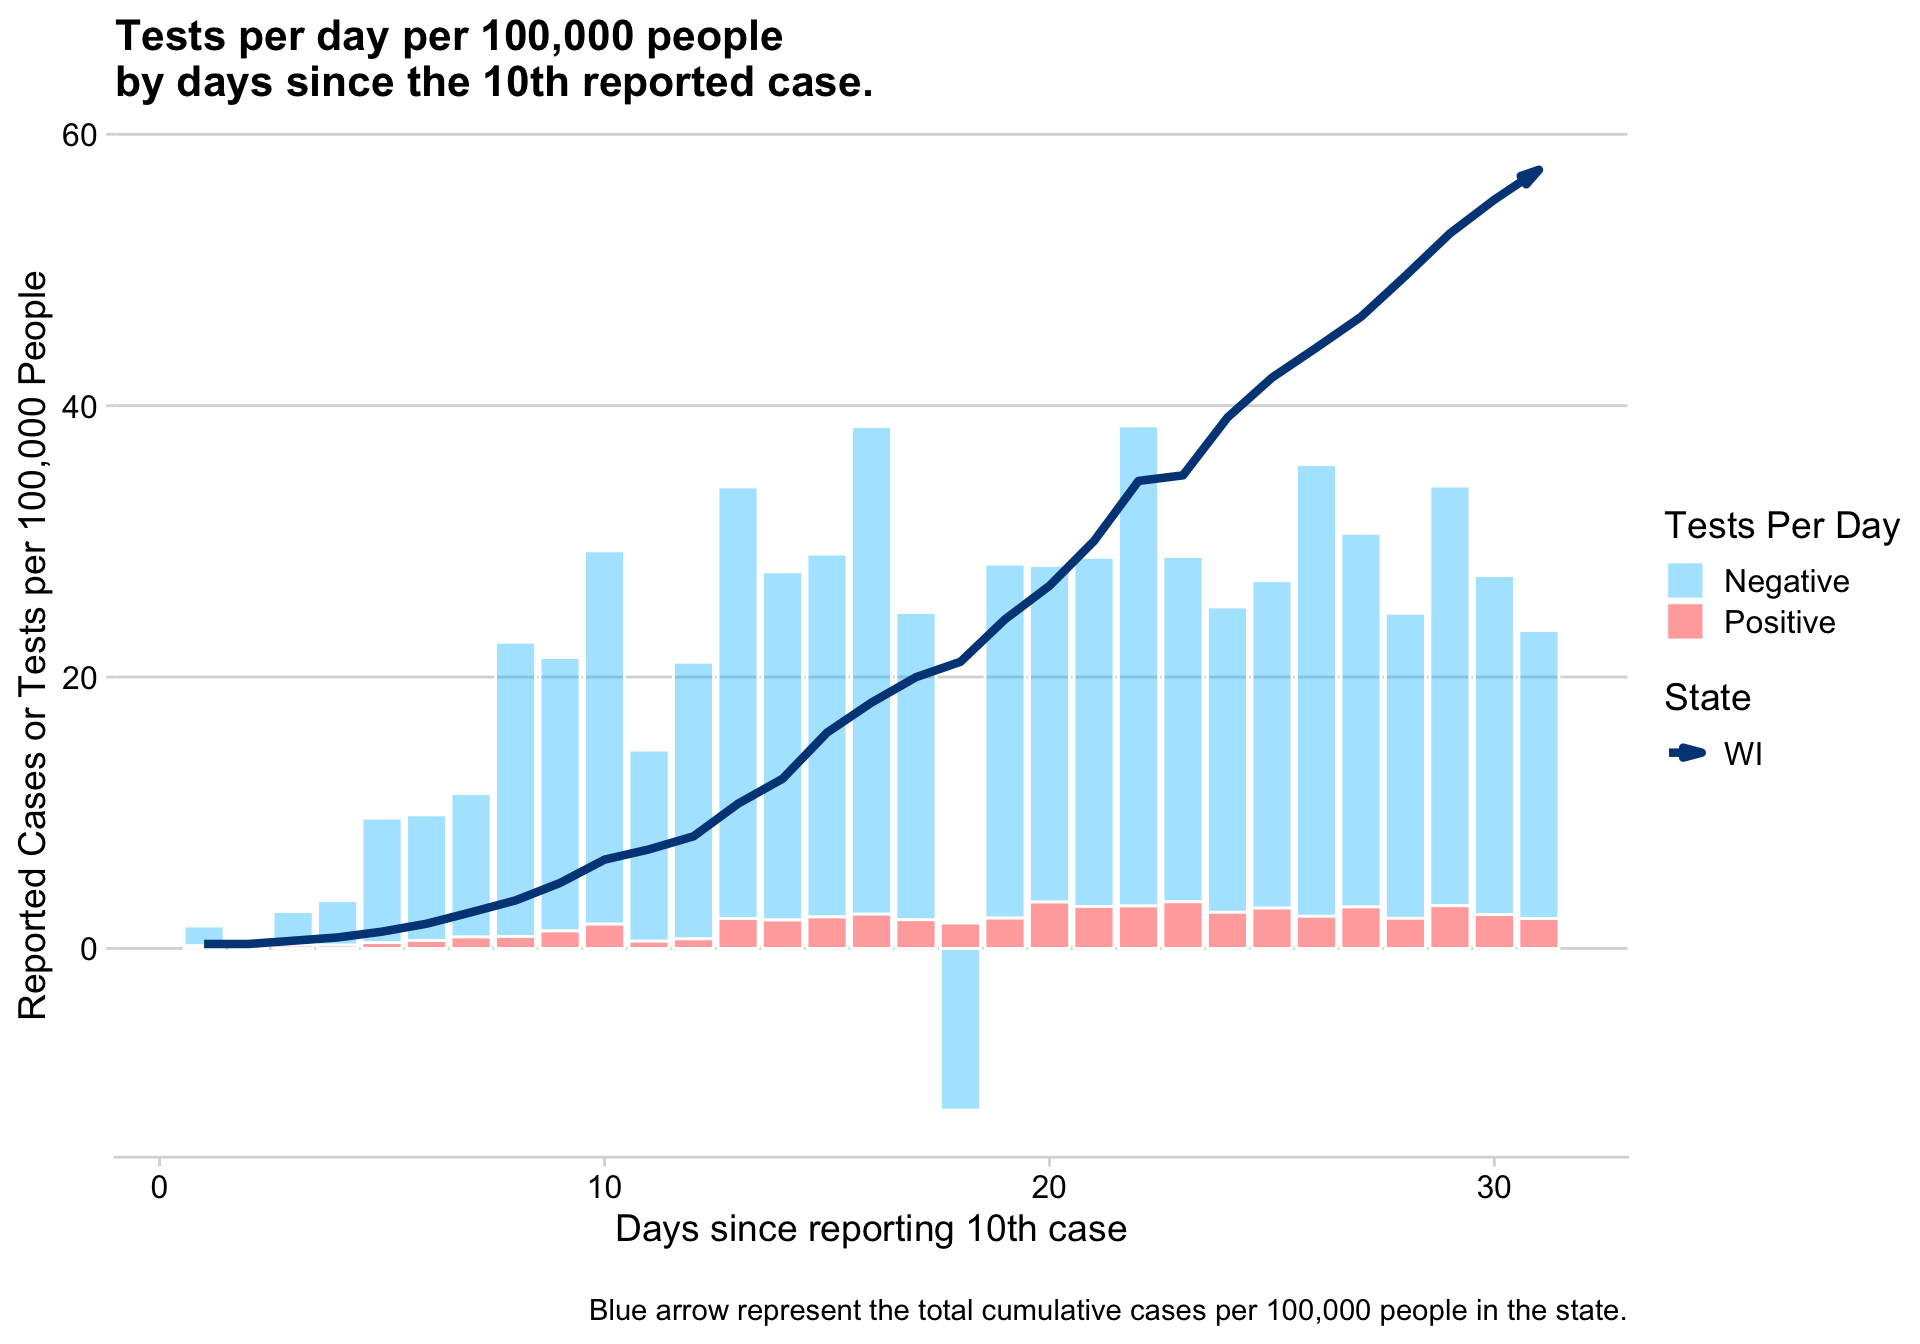 Tests per day per 100,000 people
by days since the 10th reported case.
Reported Cases or Tests per 100,000 People
60
40
20
0
0
10
20
30
Days since reporting 10th case
Tests Per Day
Negative
Positive
State
WI
Blue arrow represent the total cumulative cases per 100,000 people in the state.